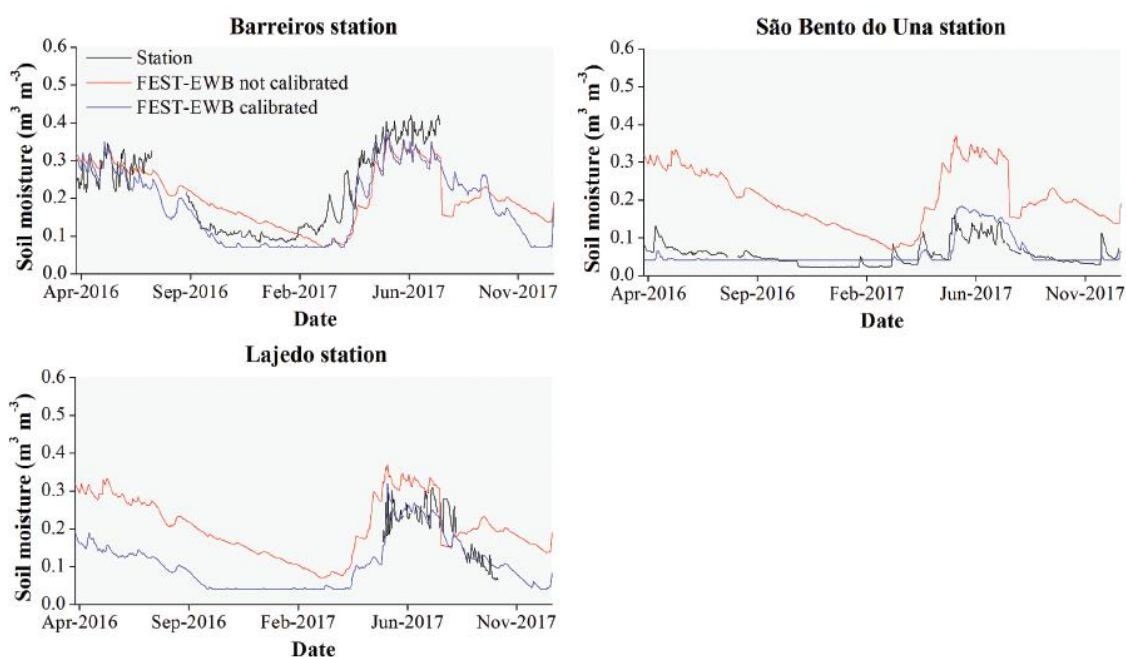 Barreiros station
0.6
0.5
0.4
0.3
0.2
0.1
0.0
Soil moisture (m³ m⁻³)
Station
FEST-EWB not calibrated
FEST-EWB calibrated
Apr-2016 Sep-2016 Feb-2017 Jun-2017 Nov-2017
Date
São Bento do Una station
0.6
0.5
0.4
0.3
0.2
0.1
0.0
Soil moisture (m³ m⁻³)
Apr-2016 Sep-2016 Feb-2017 Jun-2017 Nov-2017
Date
Lajedo station
0.6
0.5
0.4
0.3
0.2
0.1
0.0
Soil moisture (m³ m⁻³)
Apr-2016 Sep-2016 Feb-2017 Jun-2017 Nov-2017
Date